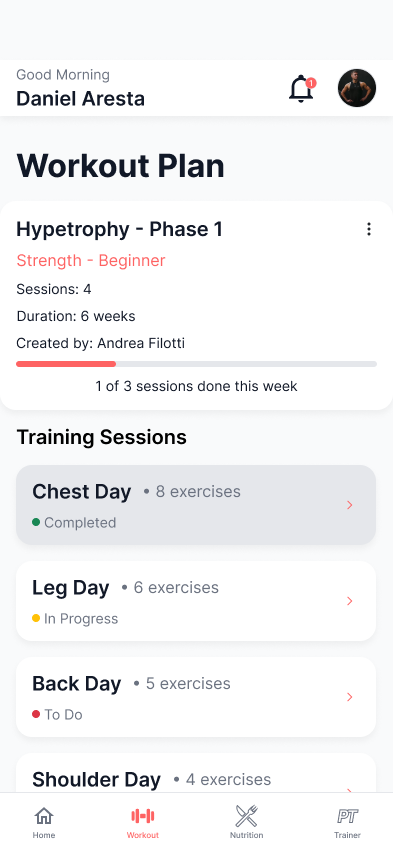 Good Morning
Daniel Aresta
1
Workout Plan
Hypetrophy - Phase 1
Strength - Beginner
Sessions: 4
Duration: 6 weeks
Created by: Andrea Filotti
1 of 3 sessions done this week
Training Sessions
Chest Day • 8 exercises
Completed
Leg Day • 6 exercises
In Progress
Back Day • 5 exercises
To Do
Shoulder Day • 4 exercises
PT
Home Workout Nutrition Trainer